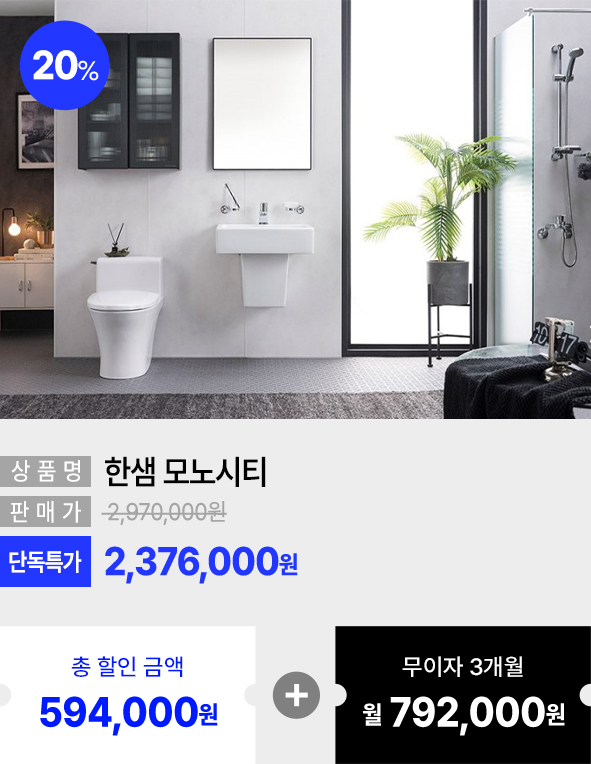 20%
10 17
상품명 한샘 모노시티
판매가 2,970,000원
단독특가 2,376,000원
총 할인 금액
594,000원
+
무이자 3개월
월 792,000원